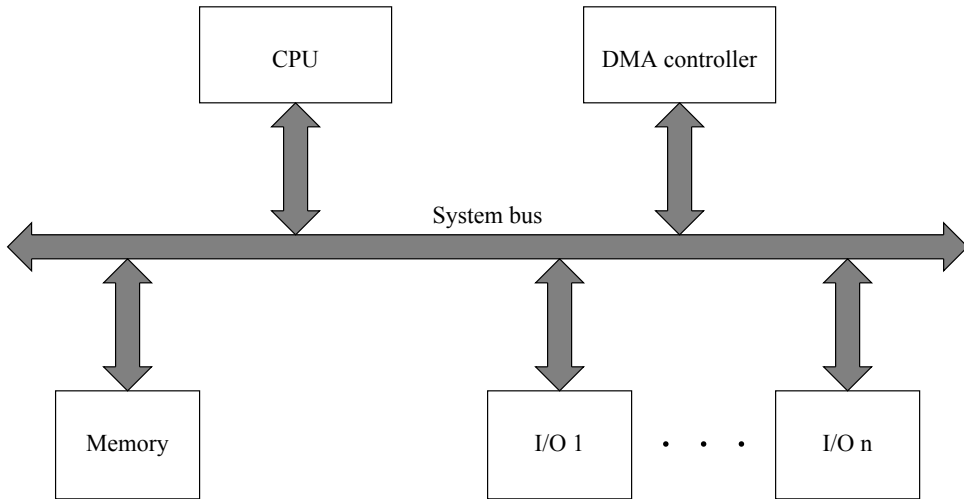 CPU
DMA controller
System bus
Memory
I/O 1
. . .
I/O n